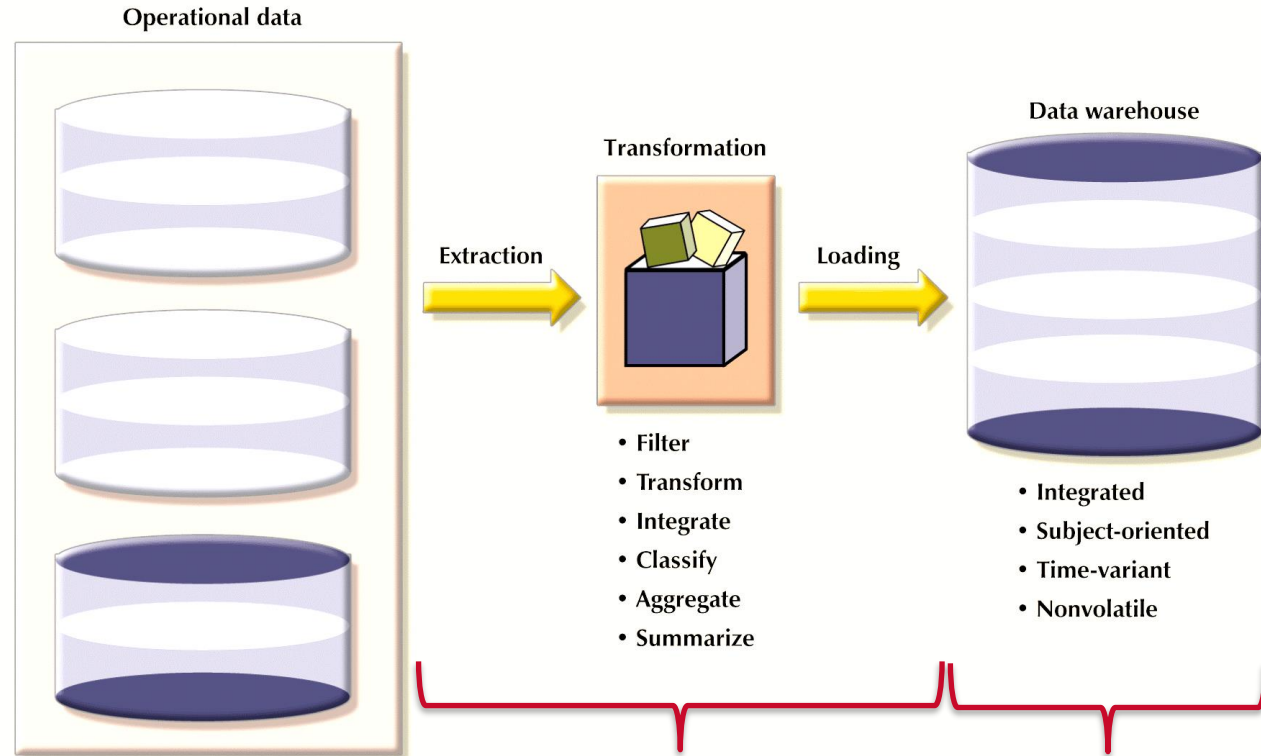 Operational data
Data warehouse
Transformation
Extraction
Loading
• Filter
• Transform
• Integrate
• Classify
• Aggregate
• Summarize
• Integrated
• Subject-oriented
• Time-variant
• Nonvolatile